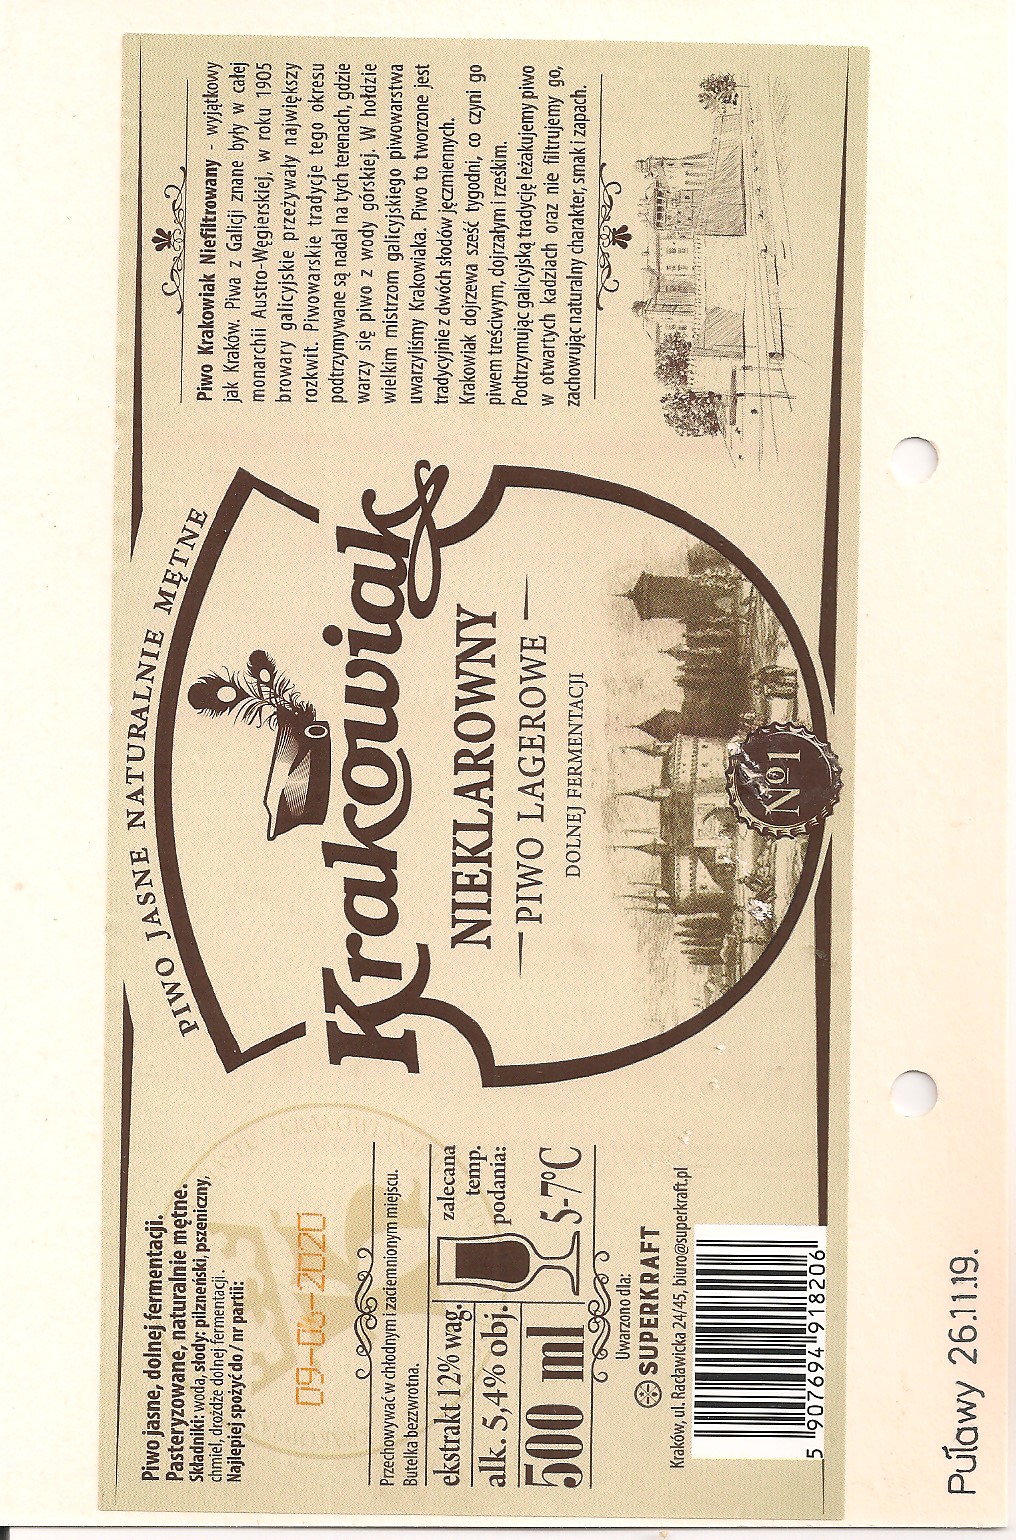 Piwo jasne, dolnej fermentacji.
Pasteryzowane, naturalnie mętne.
Składniki: woda, słody: pilzneński, pszeniczny,
chmiel, drożdże dolnej fermentacji.
Najlepiej spożyć do / nr partii:
09-06-2020
Przechowywać w chłodnym i zaciemnionym miejscu.
Butelka bezzwrotna.
ekstrakt 12% wag.
alk. 5,4% obj.
500 ml
zalecana
temp.
podania:
5-7°C
Uwarzono dla:
SUPERKRAFT
Kraków, ul. Racławicka 24/45, biuro@superkraft.pl
5 907694 918206
PIWO JASNE NATURALNIE MĘTNE
Krakowiak
NIEKLAROWNY
PIWO LAGEROWE
DOLNEJ FERMENTACJI
Nº1
Piwo Krakowiak Niefiltrowany - wyjątkowy
jak Kraków. Piwa z Galicji znane były w całej
monarchii Austro-Węgierskiej, w roku 1905
browary galicyjskie przeżywały największy
rozkwit. Piwowarskie tradycje tego okresu
podtrzymywane są nadal na tych terenach, gdzie
warzy się piwo z wody górskiej. W hołdzie
wielkim mistrzom galicyjskiego piwowarstwa
uwarzyliśmy Krakowiaka. Piwo to tworzone jest
tradycyjnie z dwóch słodów jęczmiennych.
Krakowiak dojrzewa sześć tygodni, co czyni go
piwem treściwym, dojrzałym i rześkim.
Podtrzymując galicyjską tradycję leżakujemy piwo
w otwartych kadziach oraz nie filtrujemy go,
zachowując naturalny charakter, smak i zapach.
Puławy 26.11.19.